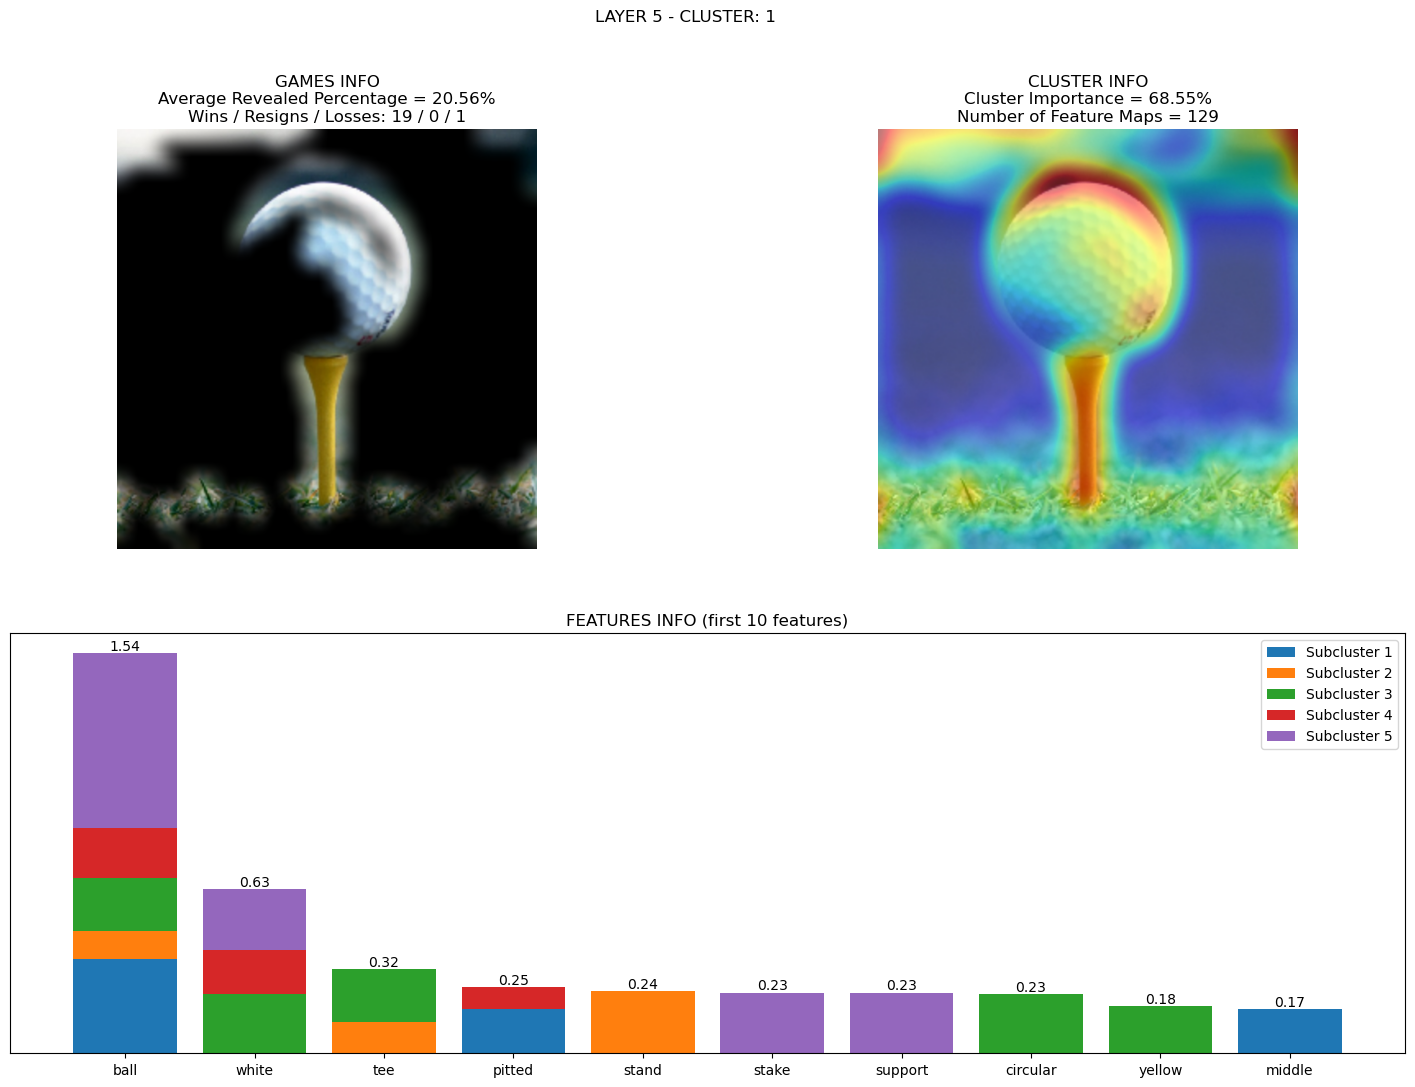 LAYER 5 - CLUSTER: 1
GAMES INFO
Average Revealed Percentage = 20.56%
Wins / Resigns / Losses: 19 / 0 / 1
CLUSTER INFO
Cluster Importance = 68.55%
Number of Feature Maps = 129
FEATURES INFO (first 10 features)
Subcluster 1
Subcluster 2
Subcluster 3
Subcluster 4
Subcluster 5
1.54
0.63
0.32
0.25
0.24
0.23
0.23
0.23
0.18
0.17
ball
white
tee
pitted
stand
stake
support
circular
yellow
middle